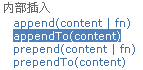 内部插入
append(content | fn)
appendTo(content)
prepend(content | fn)
prependTo(content)